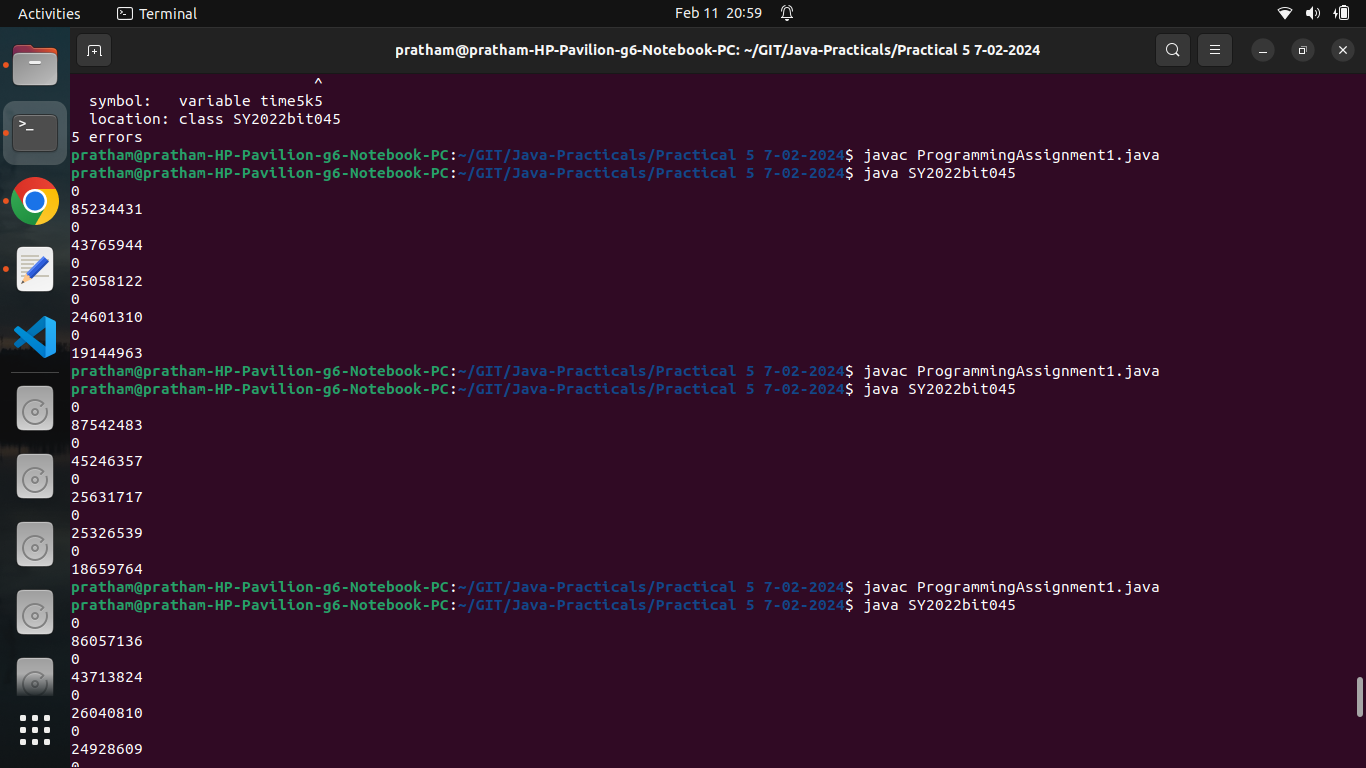 Activities Terminal Feb 11 20:59
pratham@pratham-HP-Pavilion-g6-Notebook-PC: ~/GIT/Java-Practicals/Practical 5 7-02-2024
^
symbol: variable time5k5
location: class SY2022bit045
5 errors
pratham@pratham-HP-Pavilion-g6-Notebook-PC:~/GIT/Java-Practicals/Practical 5 7-02-2024$ javac ProgrammingAssignment1.java
pratham@pratham-HP-Pavilion-g6-Notebook-PC:~/GIT/Java-Practicals/Practical 5 7-02-2024$ java SY2022bit045
0
85234431
0
43765944
0
25058122
0
24601310
0
19144963
pratham@pratham-HP-Pavilion-g6-Notebook-PC:~/GIT/Java-Practicals/Practical 5 7-02-2024$ javac ProgrammingAssignment1.java
pratham@pratham-HP-Pavilion-g6-Notebook-PC:~/GIT/Java-Practicals/Practical 5 7-02-2024$ java SY2022bit045
0
87542483
0
45246357
0
25631717
0
25326539
0
18659764
pratham@pratham-HP-Pavilion-g6-Notebook-PC:~/GIT/Java-Practicals/Practical 5 7-02-2024$ javac ProgrammingAssignment1.java
pratham@pratham-HP-Pavilion-g6-Notebook-PC:~/GIT/Java-Practicals/Practical 5 7-02-2024$ java SY2022bit045
0
86057136
0
43713824
0
26040810
0
24928609
0